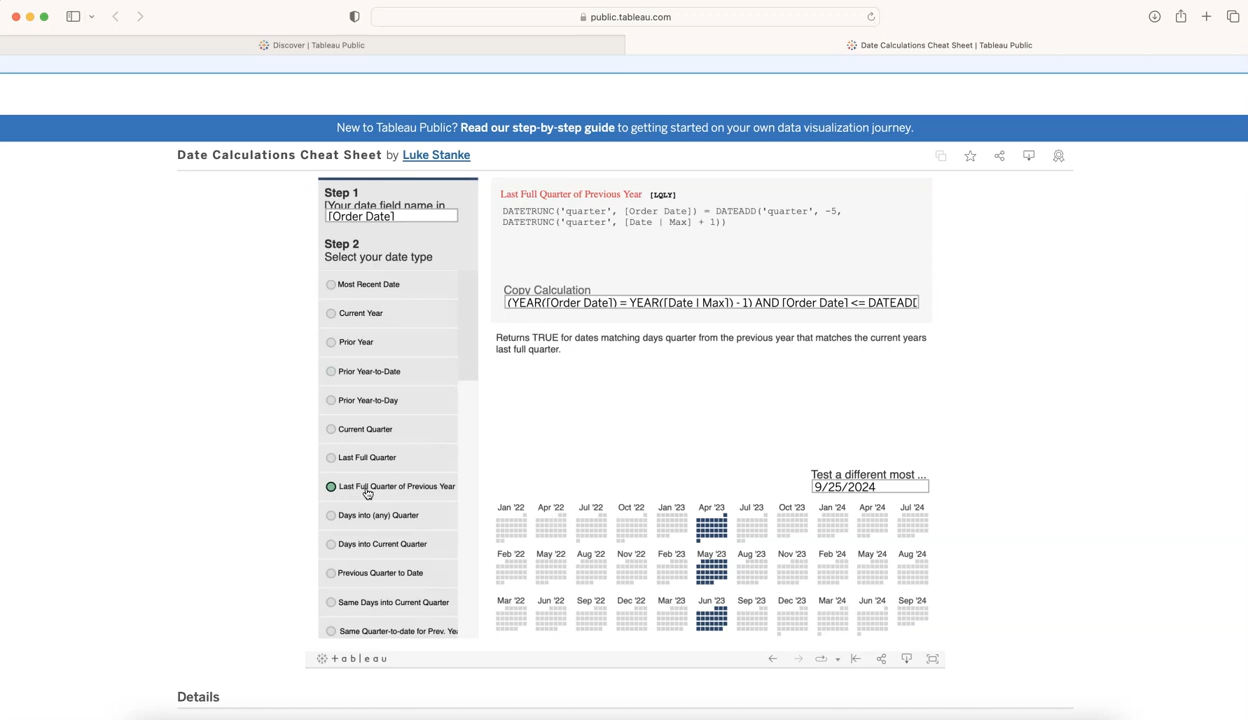 public.tableau.com
Discover | Tableau Public
Date Calculations Cheat Sheet | Tableau Public
New to Tableau Public? Read our step-by-step guide to getting started on your own data visualization journey.
Date Calculations Cheat Sheet by Luke Stanke
Step 1
[Your date field name in
[Order Date]
Step 2
Select your date type
Most Recent Date
Current Year
Prior Year
Prior Year-to-Date
Prior Year-to-Day
Current Quarter
Last Full Quarter
Last Full Quarter of Previous Year
Days into (any) Quarter
Days into Current Quarter
Previous Quarter to Date
Same Days into Current Quarter
Same Quarter-to-date for Prev. Yea
Last Full Quarter of Previous Year [LQLY]
DATETRUNC('quarter', [Order Date]) = DATEADD('quarter', -5,
DATETRUNC('quarter', [Date | Max] + 1))
Copy Calculation
(YEAR([Order Date]) = YEAR([Date | Max]) - 1) AND [Order Date] <= DATEADD
Returns TRUE for dates matching days quarter from the previous year that matches the current years
last full quarter.
Test a different most ...
9/25/2024
Jan '22 Apr '22 Jul '22 Oct '22 Jan '23 Apr '23 Jul '23 Oct '23 Jan '24 Apr '24 Jul '24
Feb '22 May '22 Aug '22 Nov '22 Feb '23 May '23 Aug '23 Nov '23 Feb '24 May '24 Aug '24
Mar '22 Jun '22 Sep '22 Dec '22 Mar '23 Jun '23 Sep '23 Dec '23 Mar '24 Jun '24 Sep '24
+ableau
Details